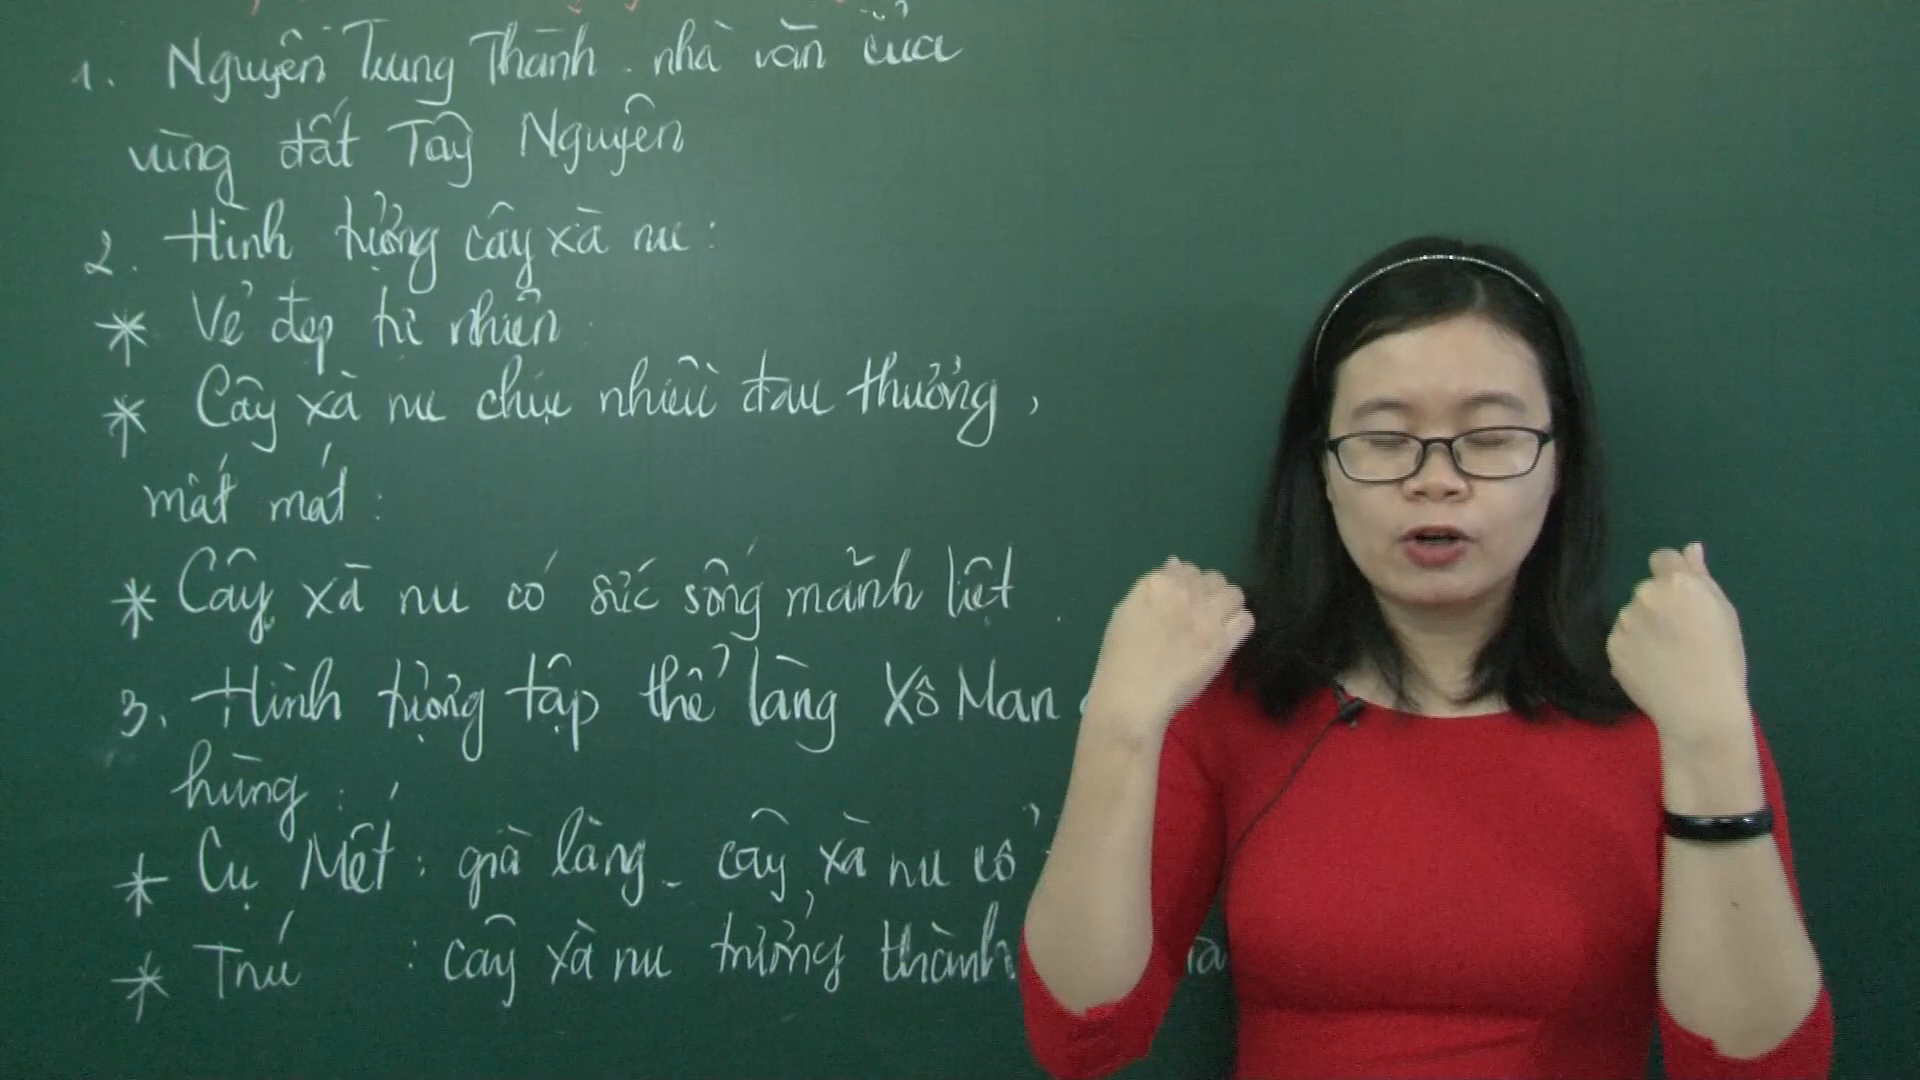 1. Nguyễn Trung Thành - nhà văn của
vùng đất Tây Nguyên
2. Hình tượng cây xà nu :
* Vẻ đẹp tự nhiên
* Cây xà nu chịu nhiều đau thương,
mất mát :
* Cây xà nu có sức sống mãnh liệt
3. Hình tượng tập thể làng Xô Man
hùng :
* Cụ Mết : già làng - cây xà nu cổ
* Tnú : cây xà nu trưởng thành